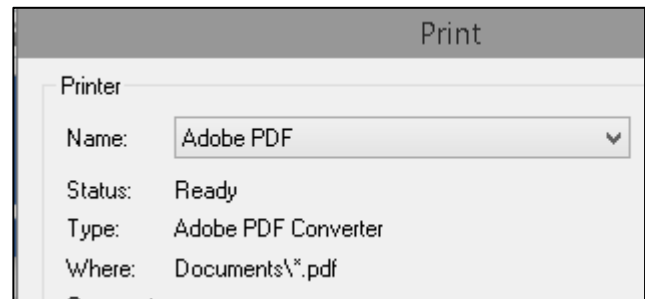 Print
Printer
Name: Adobe PDF
Status: Ready
Type: Adobe PDF Converter
Where: Documents\*.pdf